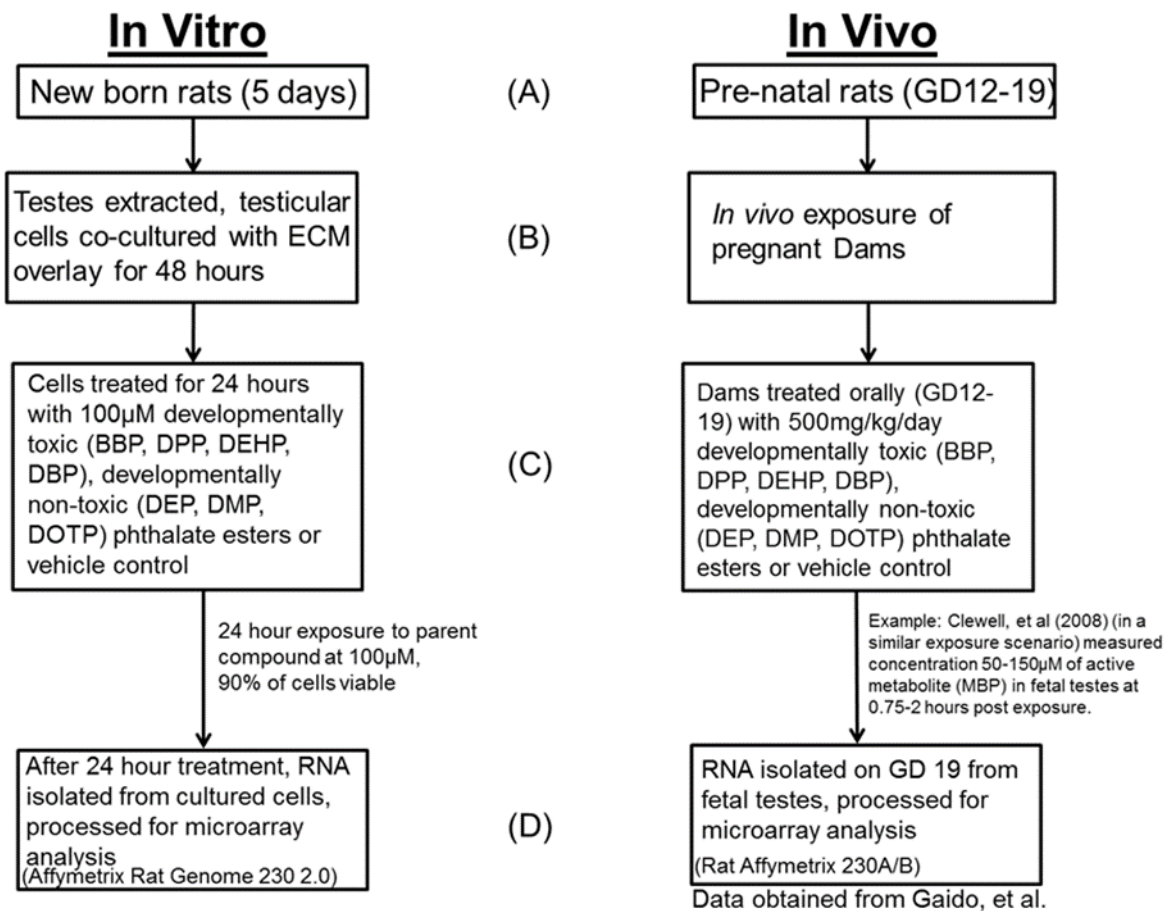 In Vitro
In Vivo
New born rats (5 days)
(A)
Pre-natal rats (GD12-19)
Testes extracted, testicular
cells co-cultured with ECM
overlay for 48 hours
(B)
In vivo exposure of
pregnant Dams
Cells treated for 24 hours
with 100µM developmentally
toxic (BBP, DPP, DEHP,
DBP), developmentally
non-toxic (DEP, DMP,
DOTP) phthalate esters or
vehicle control
(C)
Dams treated orally (GD12-
19) with 500mg/kg/day
developmentally toxic (BBP,
DPP, DEHP, DBP),
developmentally non-toxic
(DEP, DMP, DOTP) phthalate
esters or vehicle control
24 hour exposure to parent
compound at 100µM,
90% of cells viable
Example: Clewell, et al (2008) (in a
similar exposure scenario) measured
concentration 50-150µM of active
metabolite (MBP) in fetal testes at
0.75-2 hours post exposure.
After 24 hour treatment, RNA
isolated from cultured cells,
processed for microarray
analysis
(Affymetrix Rat Genome 230 2.0)
(D)
RNA isolated on GD 19 from
fetal testes, processed for
microarray analysis
(Rat Affymetrix 230A/B)
Data obtained from Gaido, et al.